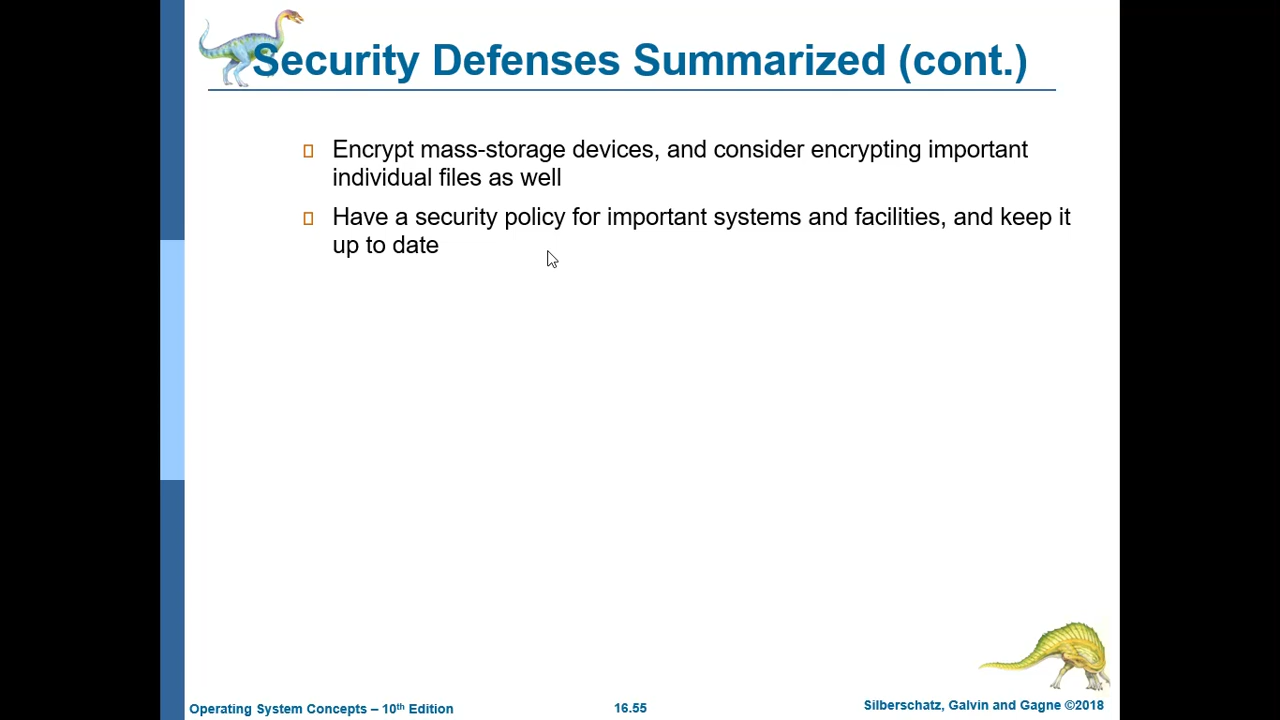 Security Defenses Summarized (cont.)
Encrypt mass-storage devices, and consider encrypting important
individual files as well
Have a security policy for important systems and facilities, and keep it
up to date
Operating System Concepts – 10th Edition
16.55
Silberschatz, Galvin and Gagne ©2018